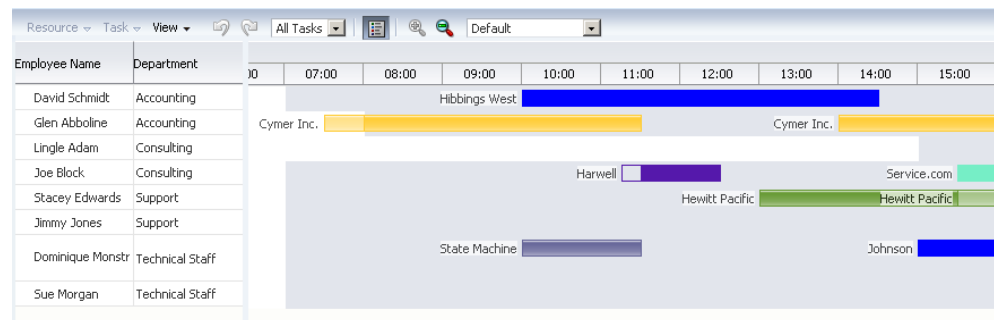 Resource Task View All Tasks Default
Employee Name Department 00 07:00 08:00 09:00 10:00 11:00 12:00 13:00 14:00 15:00
David Schmidt Accounting Hibbings West
Glen Abboline Accounting Cymer Inc. Cymer Inc.
Lingle Adam Consulting
Joe Block Consulting Harwell Service.com
Stacey Edwards Support Hewitt Pacific Hewitt Pacific
Jimmy Jones Support
Dominique Monstr Technical Staff State Machine Johnson
Sue Morgan Technical Staff